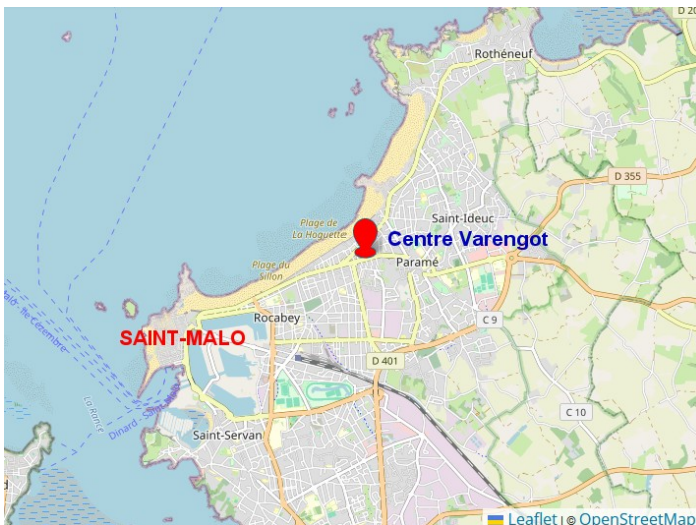 D 20
Rothéneuf
D 355
Saint-Ideuc
Plage de
La Hoguette
Centre Varengot
Paramé
Plage du
Sillon
Rocabey
C 9
SAINT-MALO
D 401
La Rance
C 10
Saint-Servan
Leaflet | © OpenStreetMap